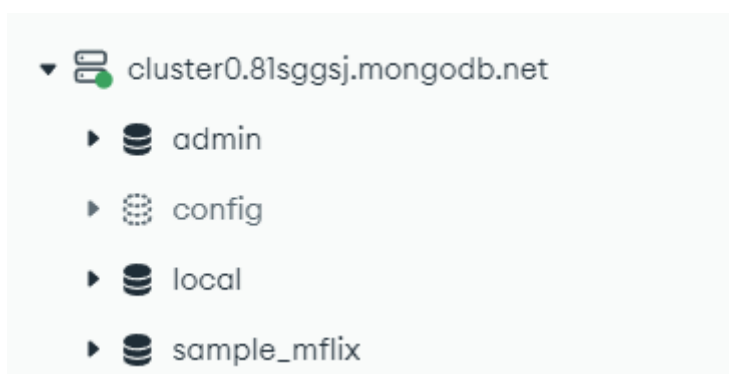 cluster0.81sggsj.mongodb.net
admin
config
local
sample_mflix